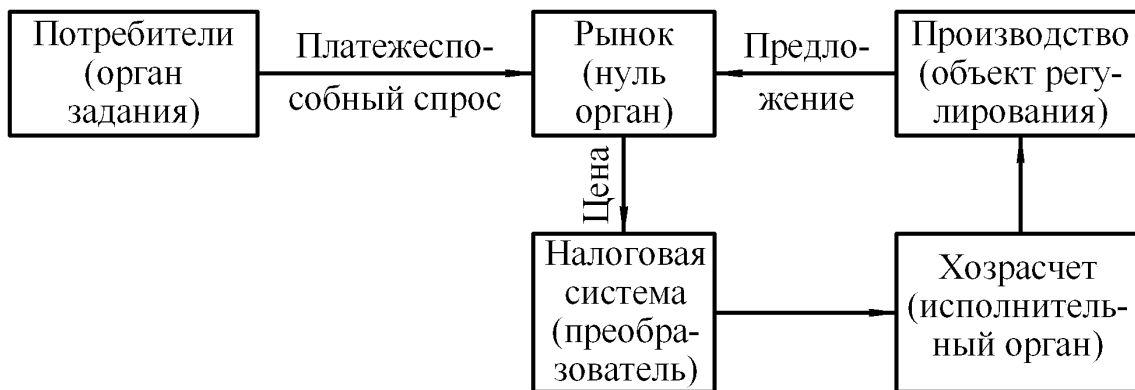 Потребители
(орган
задания)
Платежеспо-
собный спрос
Рынок
(нуль
орган)
Предло-
жение
Производство
(объект регу-
лирования)
Цена
Налоговая
система
(преобра-
зователь)
Хозрасчет
(исполнитель-
ный орган)